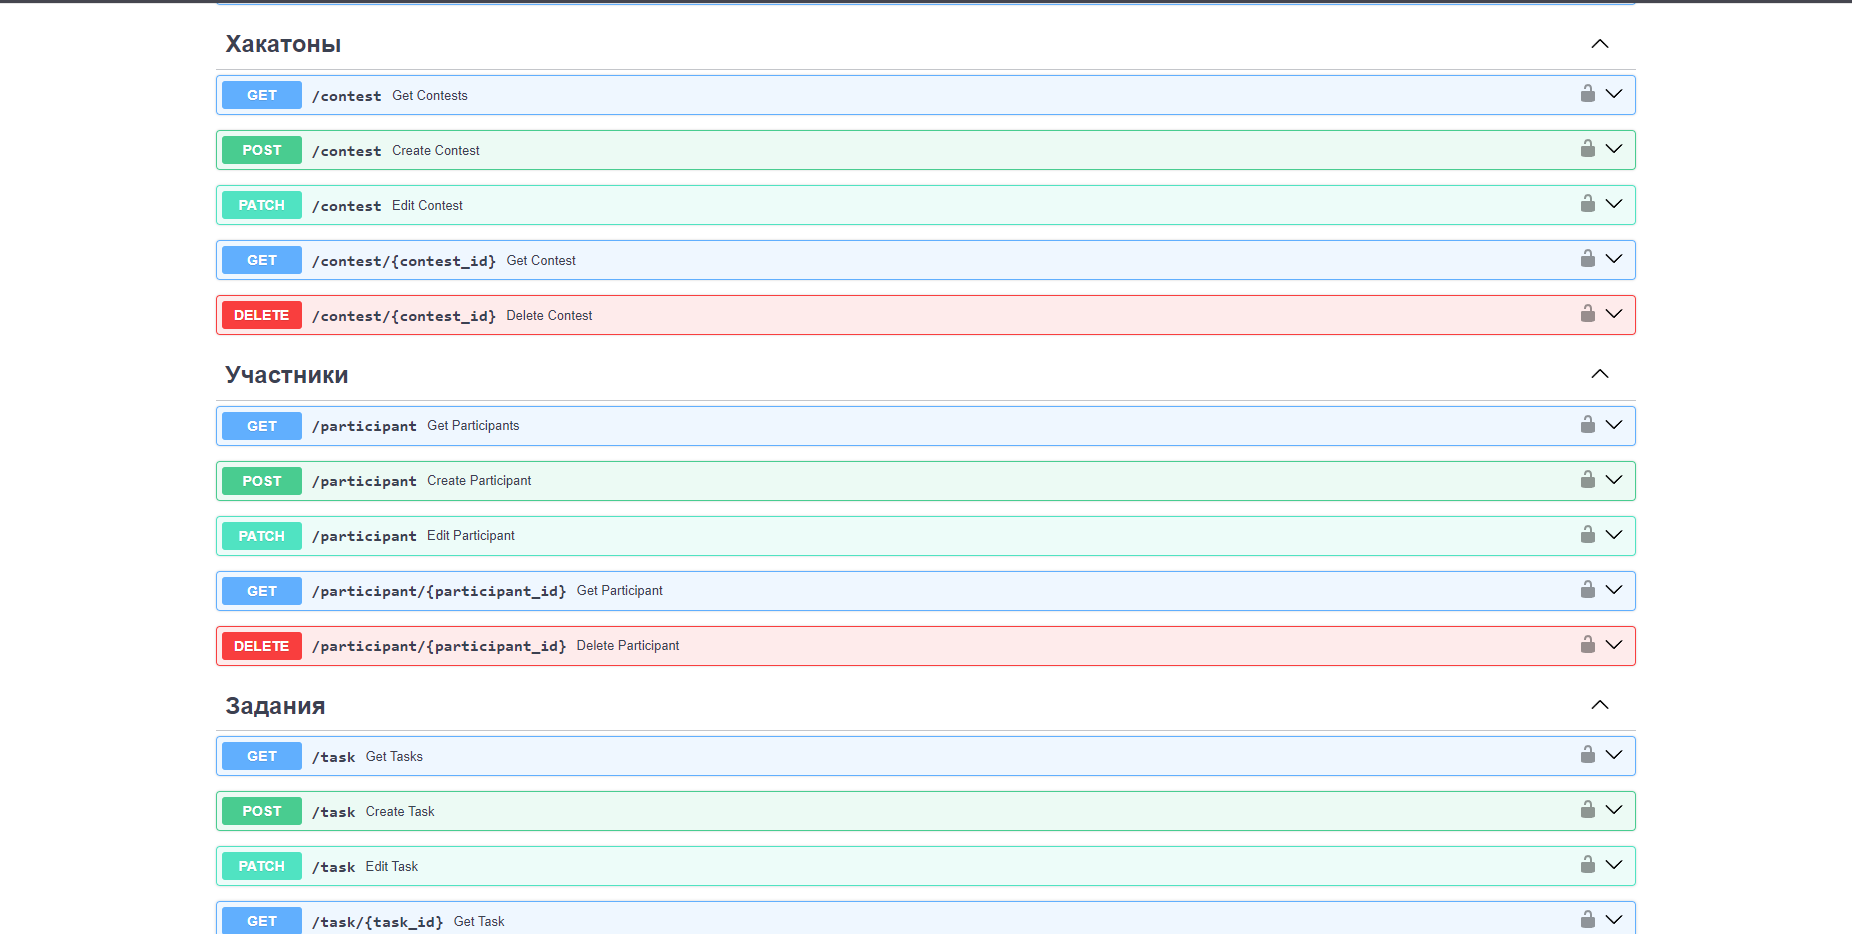 Хакатоны
GET /contest Get Contests
POST /contest Create Contest
PATCH /contest Edit Contest
GET /contest/{contest_id} Get Contest
DELETE /contest/{contest_id} Delete Contest
Участники
GET /participant Get Participants
POST /participant Create Participant
PATCH /participant Edit Participant
GET /participant/{participant_id} Get Participant
DELETE /participant/{participant_id} Delete Participant
Задания
GET /task Get Tasks
POST /task Create Task
PATCH /task Edit Task
GET /task/{task_id} Get Task